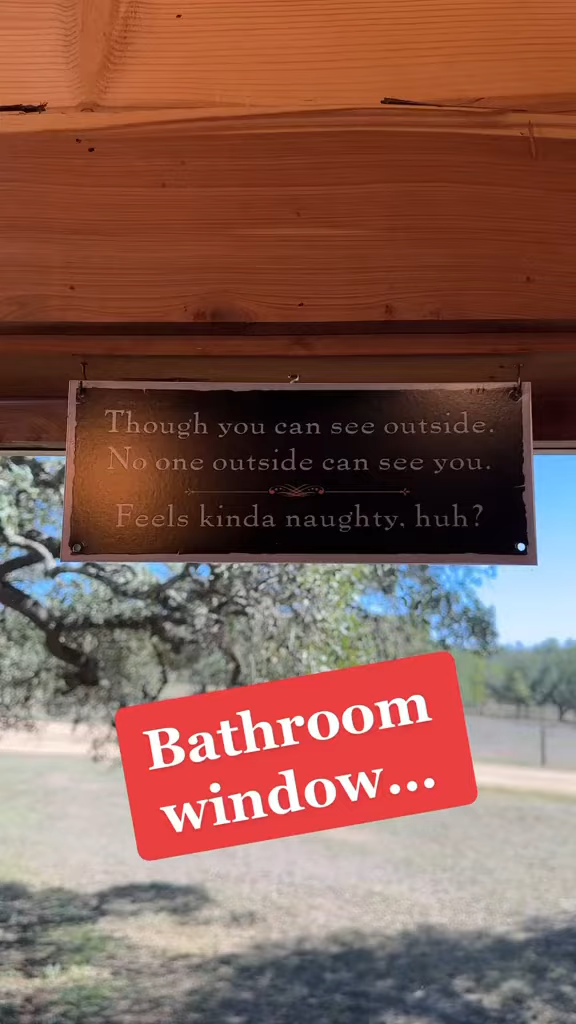 Though you can see outside.
No one outside can see you.
Feels kinda naughty, huh?
Bathroom
window...